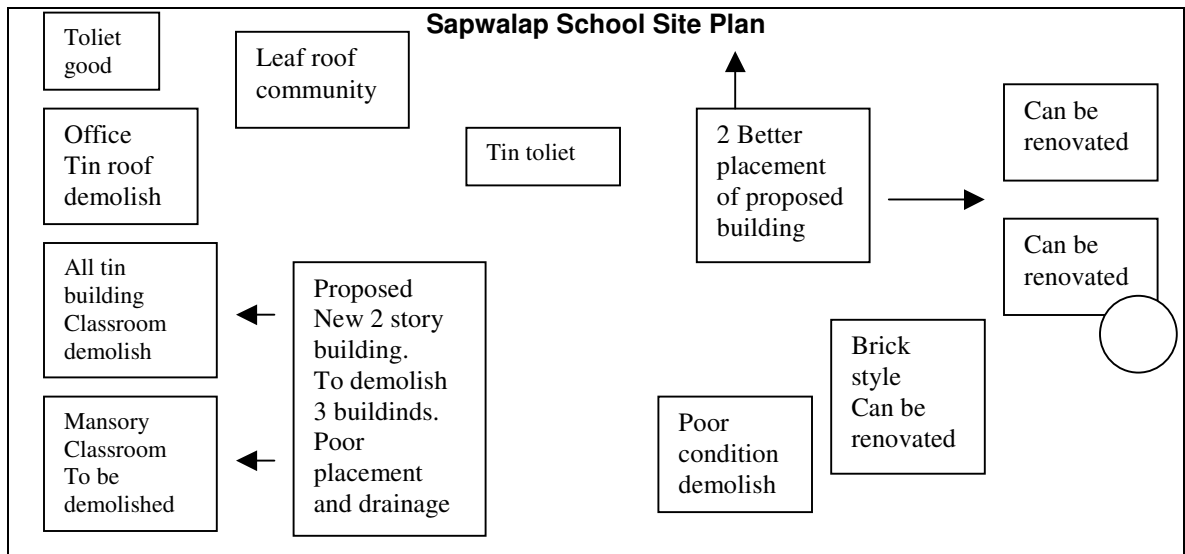 Sapwalap School Site Plan
Toliet
good
Leaf roof
community
Office
Tin roof
demolish
Tin toliet
2 Better
placement
of proposed
building
Can be
renovated
Can be
renovated
All tin
building
Classroom
demolish
Proposed
New 2 story
building.
To demolish
3 buildinds.
Poor
placement
and drainage
Mansory
Classroom
To be
demolished
Poor
condition
demolish
Brick
style
Can be
renovated